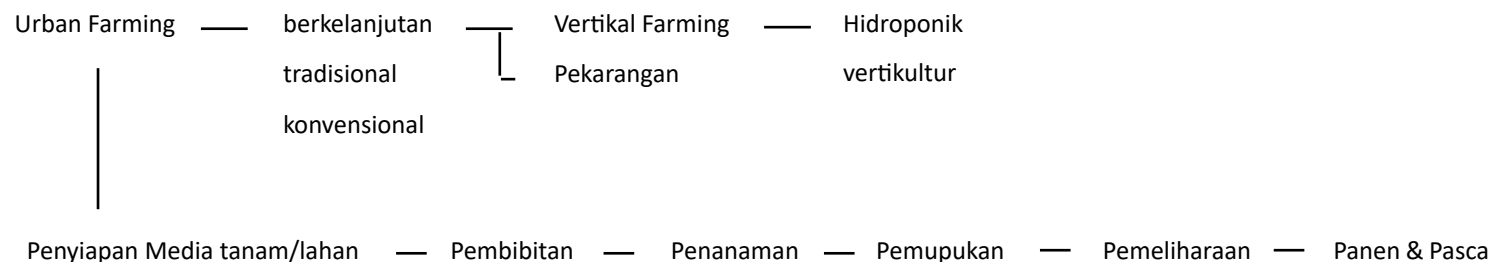 Urban Farming berkelanjutan Vertikal Farming Hidroponik
tradisional Pekarangan vertikultur
konvensional
Penyiapan Media tanam/lahan Pembibitan Penanaman Pemupukan Pemeliharaan Panen & Pasca